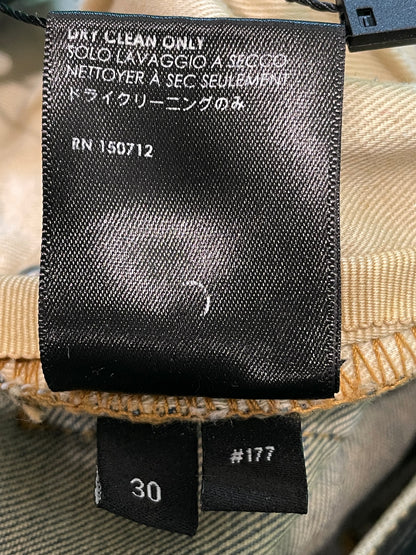 DRY CLEAN ONLY
SOLO LAVAGGIO A SECCO
NETTOYER À SEC SEULEMENT
ドライクリーニングのみ
RN 150712
30
#177